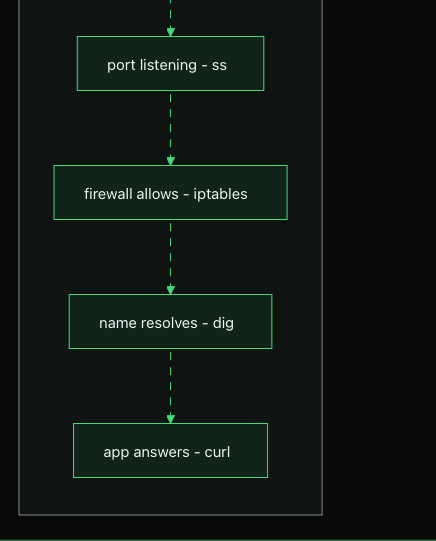 port listening - ss
firewall allows - iptables
name resolves - dig
app answers - curl